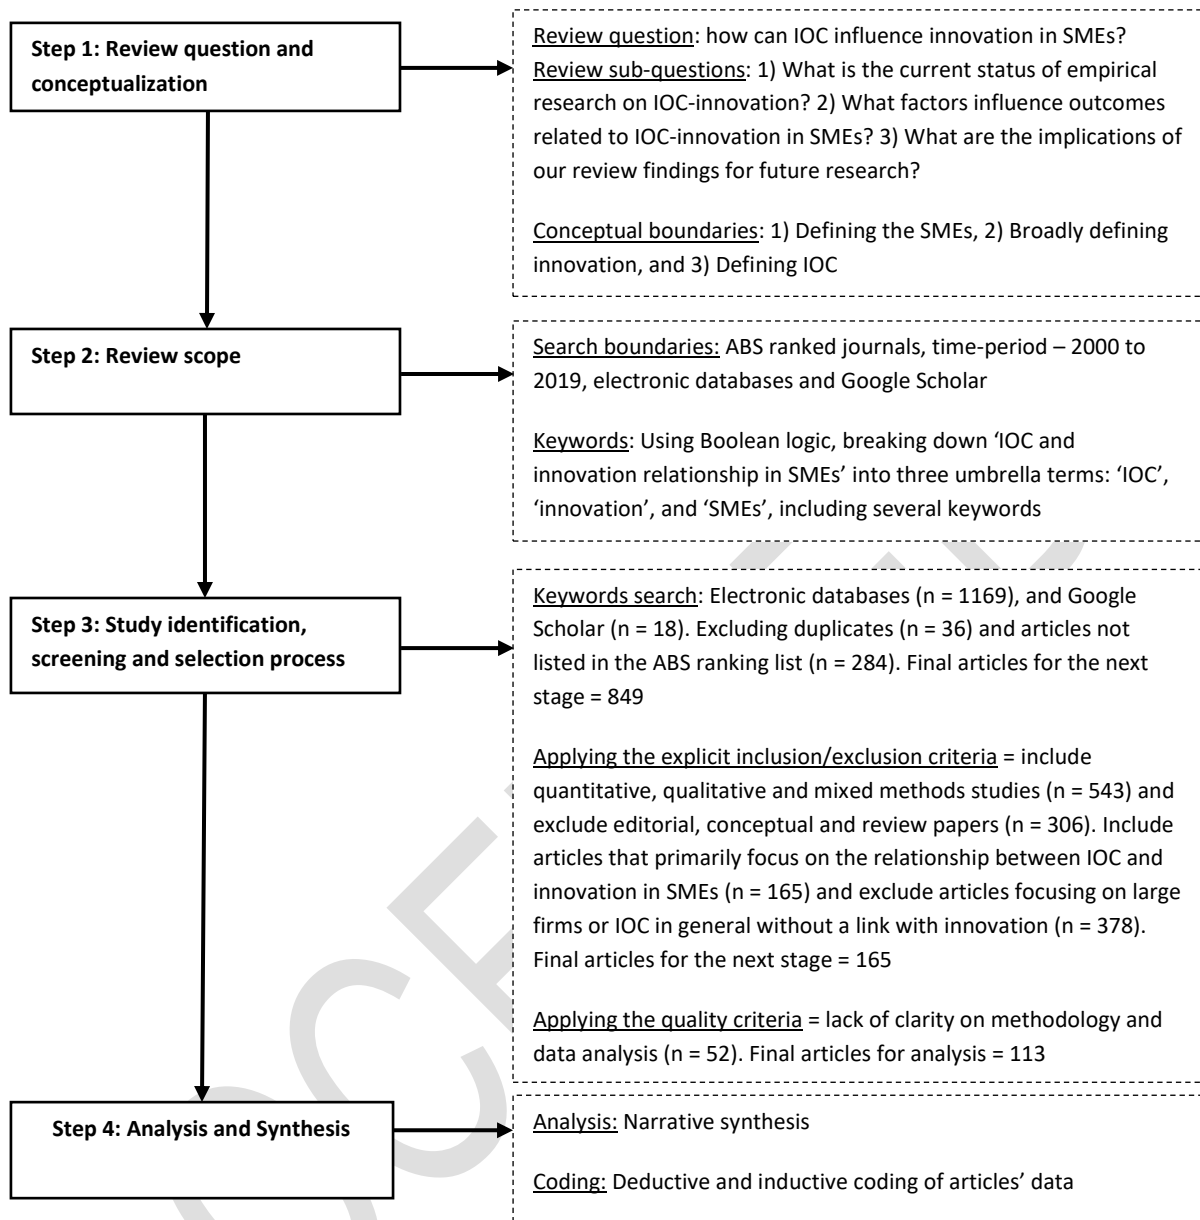 Step 1: Review question and
conceptualization
Review question: how can IOC influence innovation in SMEs?
Review sub-questions: 1) What is the current status of empirical
research on IOC-innovation? 2) What factors influence outcomes
related to IOC-innovation in SMEs? 3) What are the implications of
our review findings for future research?
Conceptual boundaries: 1) Defining the SMEs, 2) Broadly defining
innovation, and 3) Defining IOC
Step 2: Review scope
Search boundaries: ABS ranked journals, time-period – 2000 to
2019, electronic databases and Google Scholar
Keywords: Using Boolean logic, breaking down ‘IOC and
innovation relationship in SMEs’ into three umbrella terms: ‘IOC’,
‘innovation’, and ‘SMEs’, including several keywords
Step 3: Study identification,
screening and selection process
Keywords search: Electronic databases (n = 1169), and Google
Scholar (n = 18). Excluding duplicates (n = 36) and articles not
listed in the ABS ranking list (n = 284). Final articles for the next
stage = 849
Applying the explicit inclusion/exclusion criteria = include
quantitative, qualitative and mixed methods studies (n = 543) and
exclude editorial, conceptual and review papers (n = 306). Include
articles that primarily focus on the relationship between IOC and
innovation in SMEs (n = 165) and exclude articles focusing on large
firms or IOC in general without a link with innovation (n = 378).
Final articles for the next stage = 165
Applying the quality criteria = lack of clarity on methodology and
data analysis (n = 52). Final articles for analysis = 113
Step 4: Analysis and Synthesis
Analysis: Narrative synthesis
Coding: Deductive and inductive coding of articles’ data